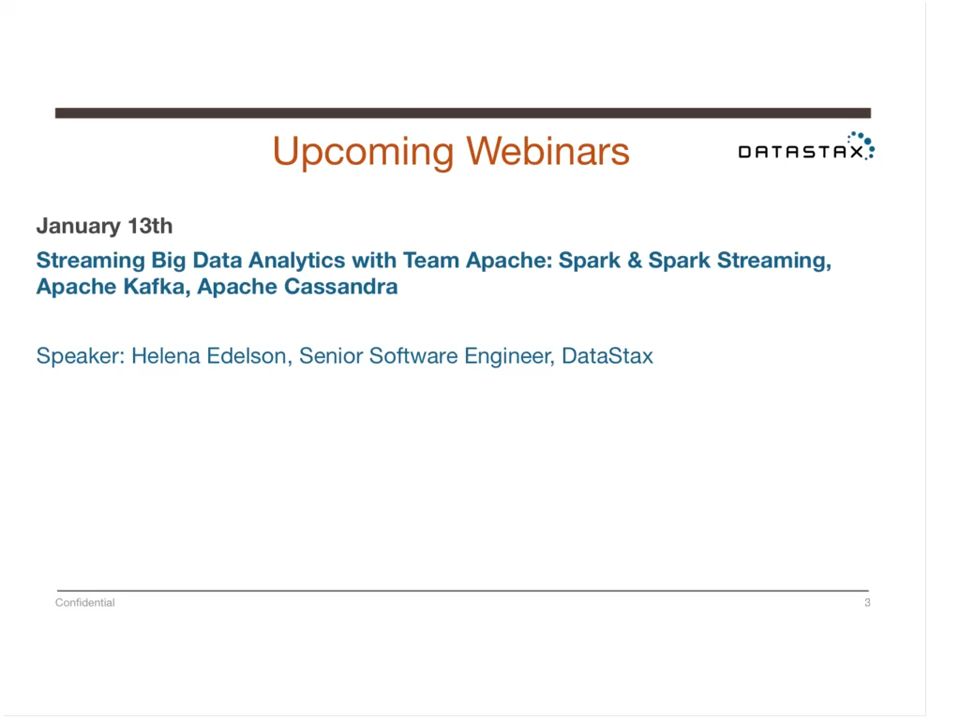 Upcoming Webinars
DATASTAX
January 13th
Streaming Big Data Analytics with Team Apache: Spark & Spark Streaming,
Apache Kafka, Apache Cassandra
Speaker: Helena Edelson, Senior Software Engineer, DataStax
Confidential
3